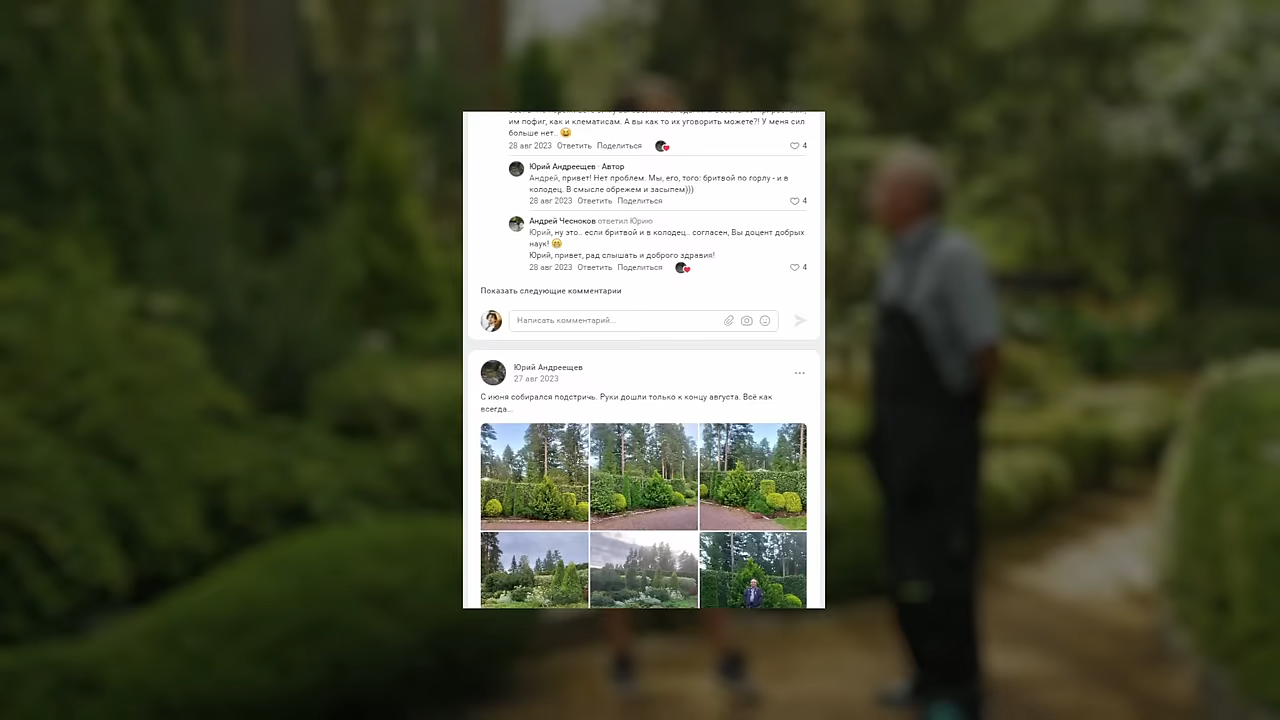 им пофиг, как и клематисам. А вы как то их уговорить можете?! У меня сил
больше нет.. 😆
28 авг 2023 Ответить Поделиться 4
Юрий Андреещев · Автор
Андрей, привет! Нет проблем. Мы, его, того: бритвой по горлу - и в
колодец. В смысле обрежем и засыпем)))
28 авг 2023 Ответить Поделиться 4
Андрей Чесноков ответил Юрию
Юрий, ну это.. если бритвой и в колодец.. согласен, Вы доцент добрых
наук! 🤭
Юрий, привет, рад слышать и доброго здравия!
28 авг 2023 Ответить Поделиться 4
Показать следующие комментарии
Написать комментарий...
Юрий Андреещев
27 авг 2023
С июня собирался подстричь. Руки дошли только к концу августа. Всё как
всегда...